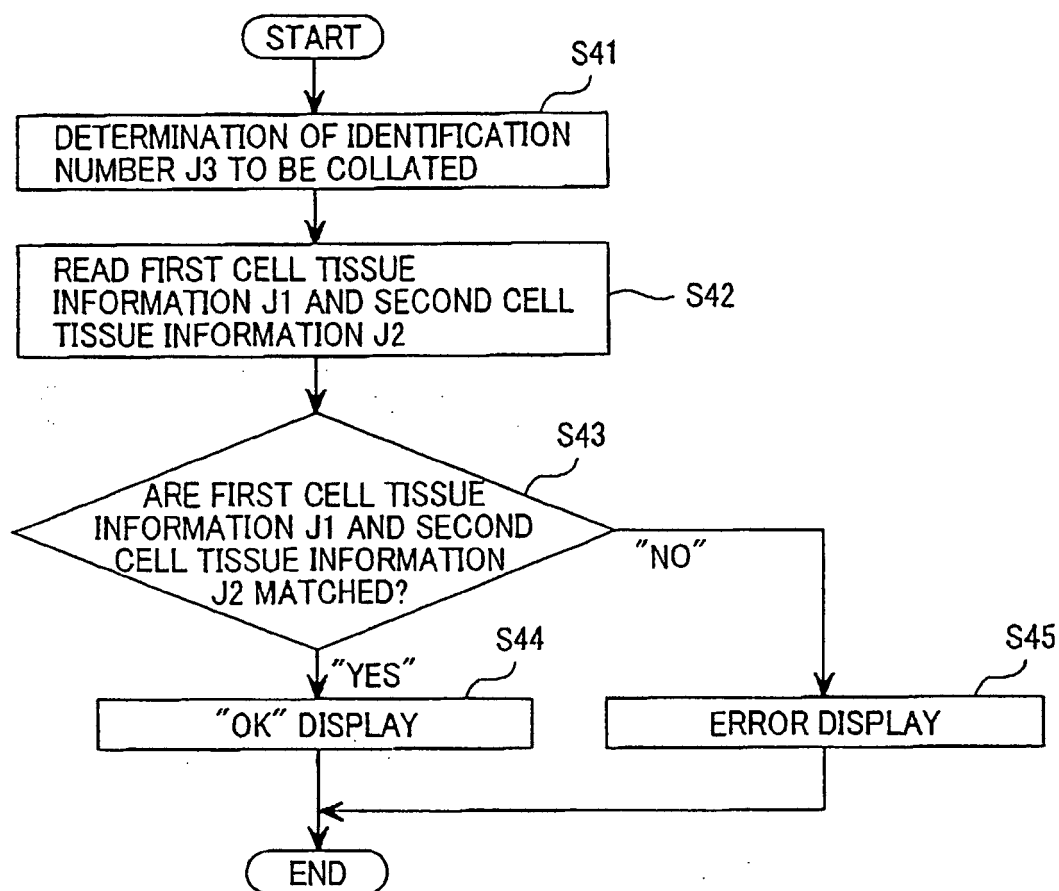 START
S41
DETERMINATION OF IDENTIFICATION
NUMBER J3 TO BE COLLATED
READ FIRST CELL TISSUE
INFORMATION J1 AND SECOND CELL
TISSUE INFORMATION J2
S42
S43
ARE FIRST CELL TISSUE
INFORMATION J1 AND SECOND
CELL TISSUE INFORMATION
J2 MATCHED?
"NO"
"YES"
S44
"OK" DISPLAY
S45
ERROR DISPLAY
END